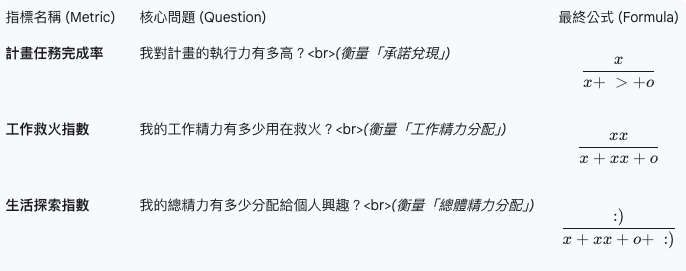 指標名稱 (Metric) 核心問題 (Question) 最終公式 (Formula)
計畫任務完成率 我對計畫的執行力有多高？<br>(衡量「承諾兌現」) x / x+ > +o
工作救火指數 我的工作精力有多少用在救火？<br>(衡量「工作精力分配」) xx / x + xx + o
生活探索指數 我的總精力有多少分配給個人興趣？<br>(衡量「總體精力分配」) :) / x + xx + o+ :)